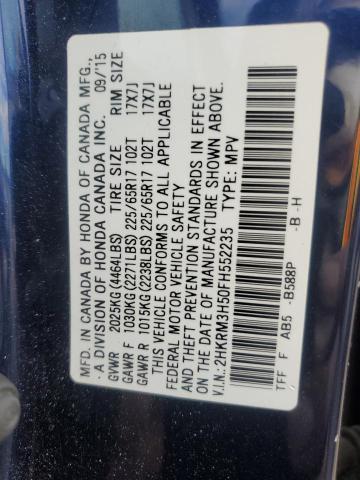 MFD. IN CANADA BY HONDA OF CANADA MFG.,
- A DIVISION OF HONDA CANADA INC. 09/'15
GVWR 2025KG (4464LBS) TIRE SIZE RIM SIZE
GAWR F 1030KG (2271LBS) 225/65R17 102T 17X7J
GAWR R 1015KG (2238LBS) 225/65R17 102T 17X7J
THIS VEHICLE CONFORMS TO ALL APPLICABLE
FEDERAL MOTOR VEHICLE SAFETY
AND THEFT PREVENTION STANDARDS IN EFFECT
ON THE DATE OF MANUFACTURE SHOWN ABOVE.
V.I.N.: 2HKRM3H50FH552235 TYPE: MPV
TFF F AB5 -B588P -B -H